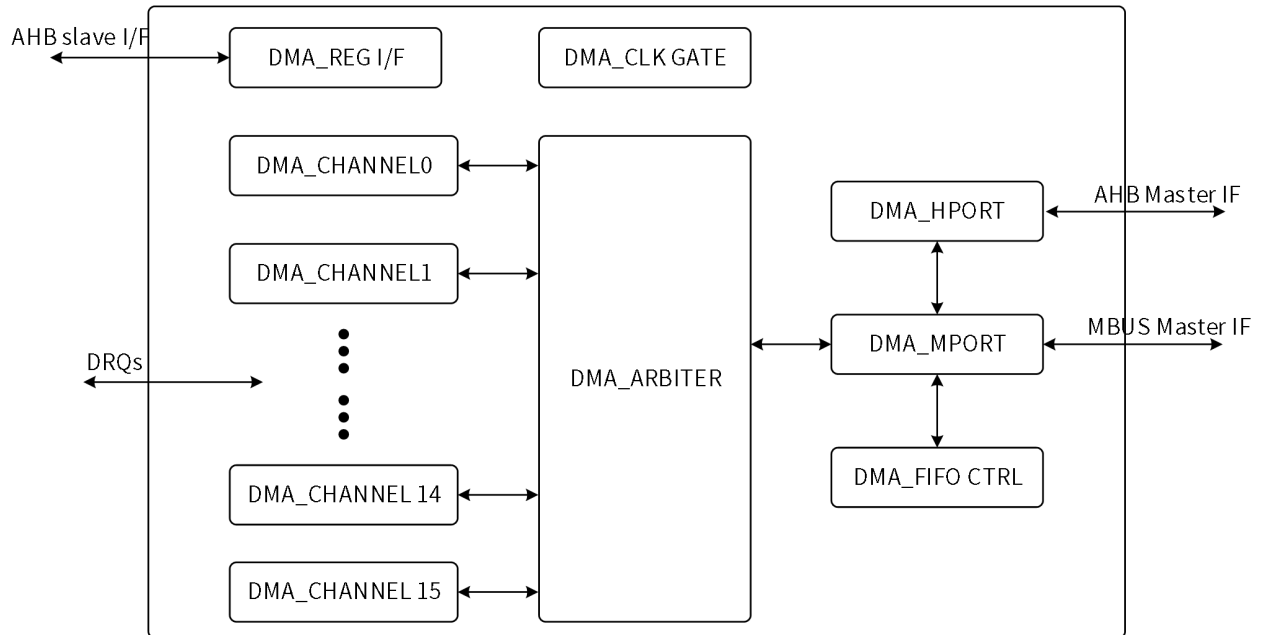 AHB slave I/F
DMA_REG I/F
DMA_CLK GATE
DMA_CHANNEL0
DMA_CHANNEL1
DRQs
DMA_CHANNEL 14
DMA_CHANNEL 15
DMA_ARBITER
DMA_HPORT
AHB Master IF
DMA_MPORT
MBUS Master IF
DMA_FIFO CTRL